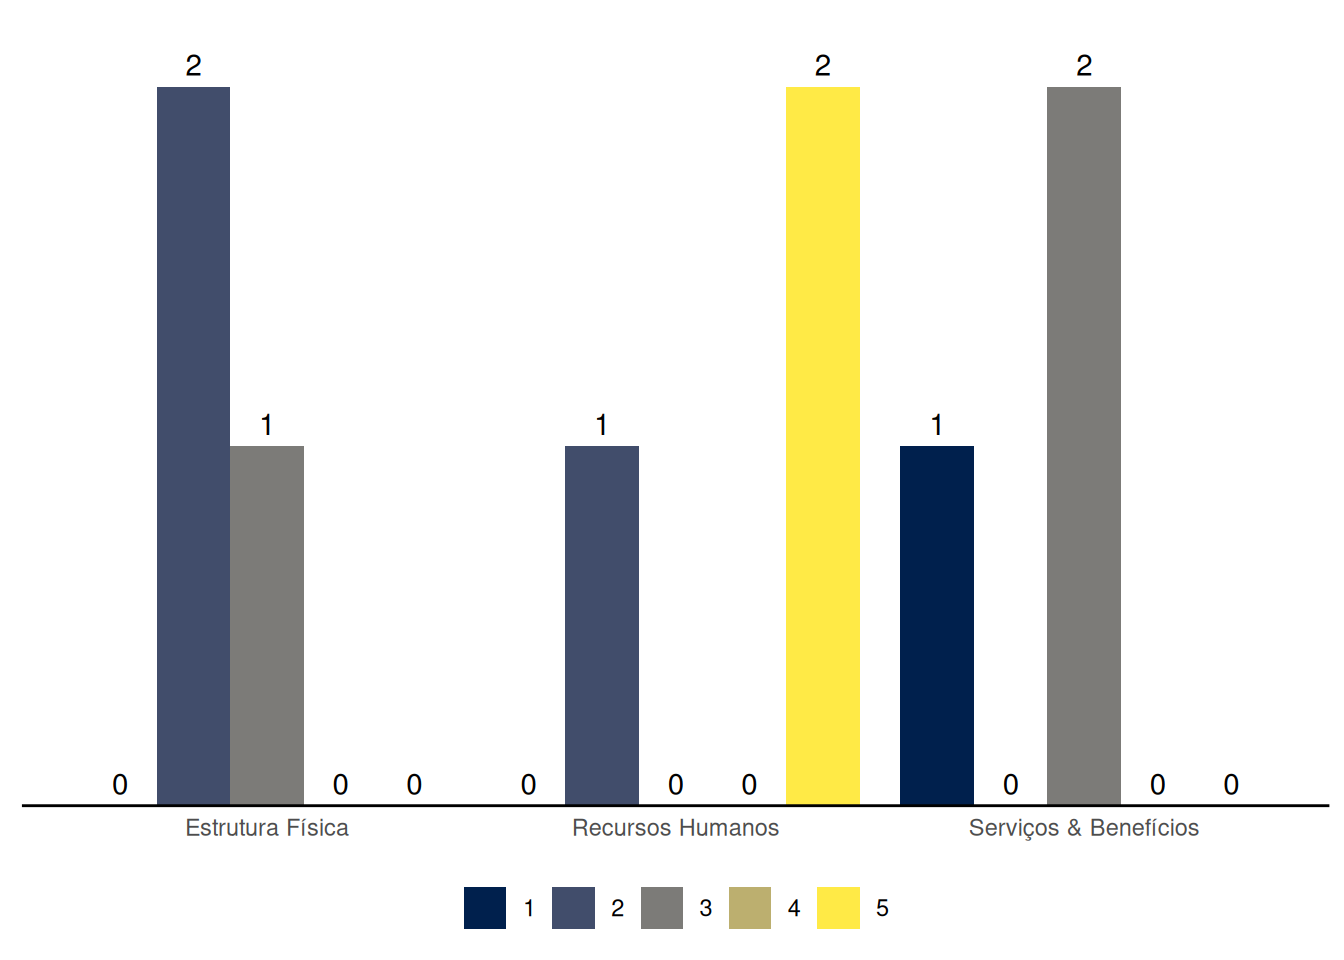 2 2 2
1 1 1
0 0 0 0 0 0 0 0 0
Estrutura Física Recursos Humanos Serviços & Benefícios
1 2 3 4 5